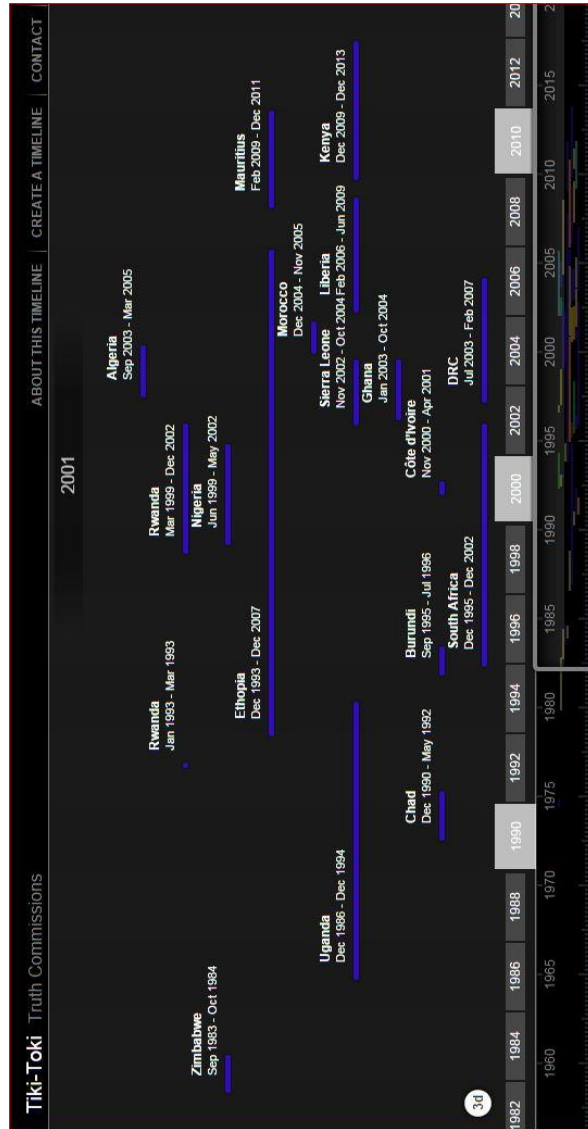 Tiki-Toki Truth Commissions
ABOUT THIS TIMELINE CREATE A TIMELINE CONTACT
2001
Algeria
Sep 2003 - Mar 2005
Rwanda
Jan 1993 - Mar 1993
Rwanda
Mar 1999 - Dec 2002
Zimbabwe
Sep 1983 - Oct 1984
Nigeria
Jun 1999 - May 2002
Ethopia
Dec 1993 - Dec 2007
Mauritius
Feb 2009 - Dec 2011
Morocco
Dec 2004 - Nov 2005
Uganda
Dec 1986 - Dec 1994
Sierra Leone
Nov 2002 - Oct 2004
Liberia
Feb 2006 - Jun 2009
Kenya
Dec 2009 - Dec 2013
Ghana
Jan 2003 - Oct 2004
Chad
Dec 1990 - May 1992
Burundi
Sep 1995 - Jul 1996
Côte d'Ivoire
Nov 2000 - Apr 2001
South Africa
Dec 1995 - Dec 2002
DRC
Jul 2003 - Feb 2007
3d
1982 1984 1986 1988 1990 1992 1994 1996 1998 2000 2002 2004 2006 2008 2010 2012 20
1960 1965 1970 1975 1980 1985 1990 1995 2000 2005 2010 2015 2